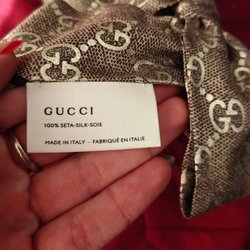 GUCCI
100% SETA-SILK-SOIE
MADE IN ITALY - FABRIQUÉ EN ITALIE